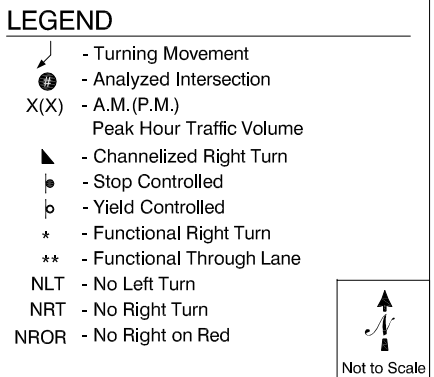 LEGEND
- Turning Movement
# - Analyzed Intersection
X(X) - A.M.(P.M.)
Peak Hour Traffic Volume
- Channelized Right Turn
- Stop Controlled
- Yield Controlled
* - Functional Right Turn
** - Functional Through Lane
NLT - No Left Turn
NRT - No Right Turn
NROR - No Right on Red
N
Not to Scale